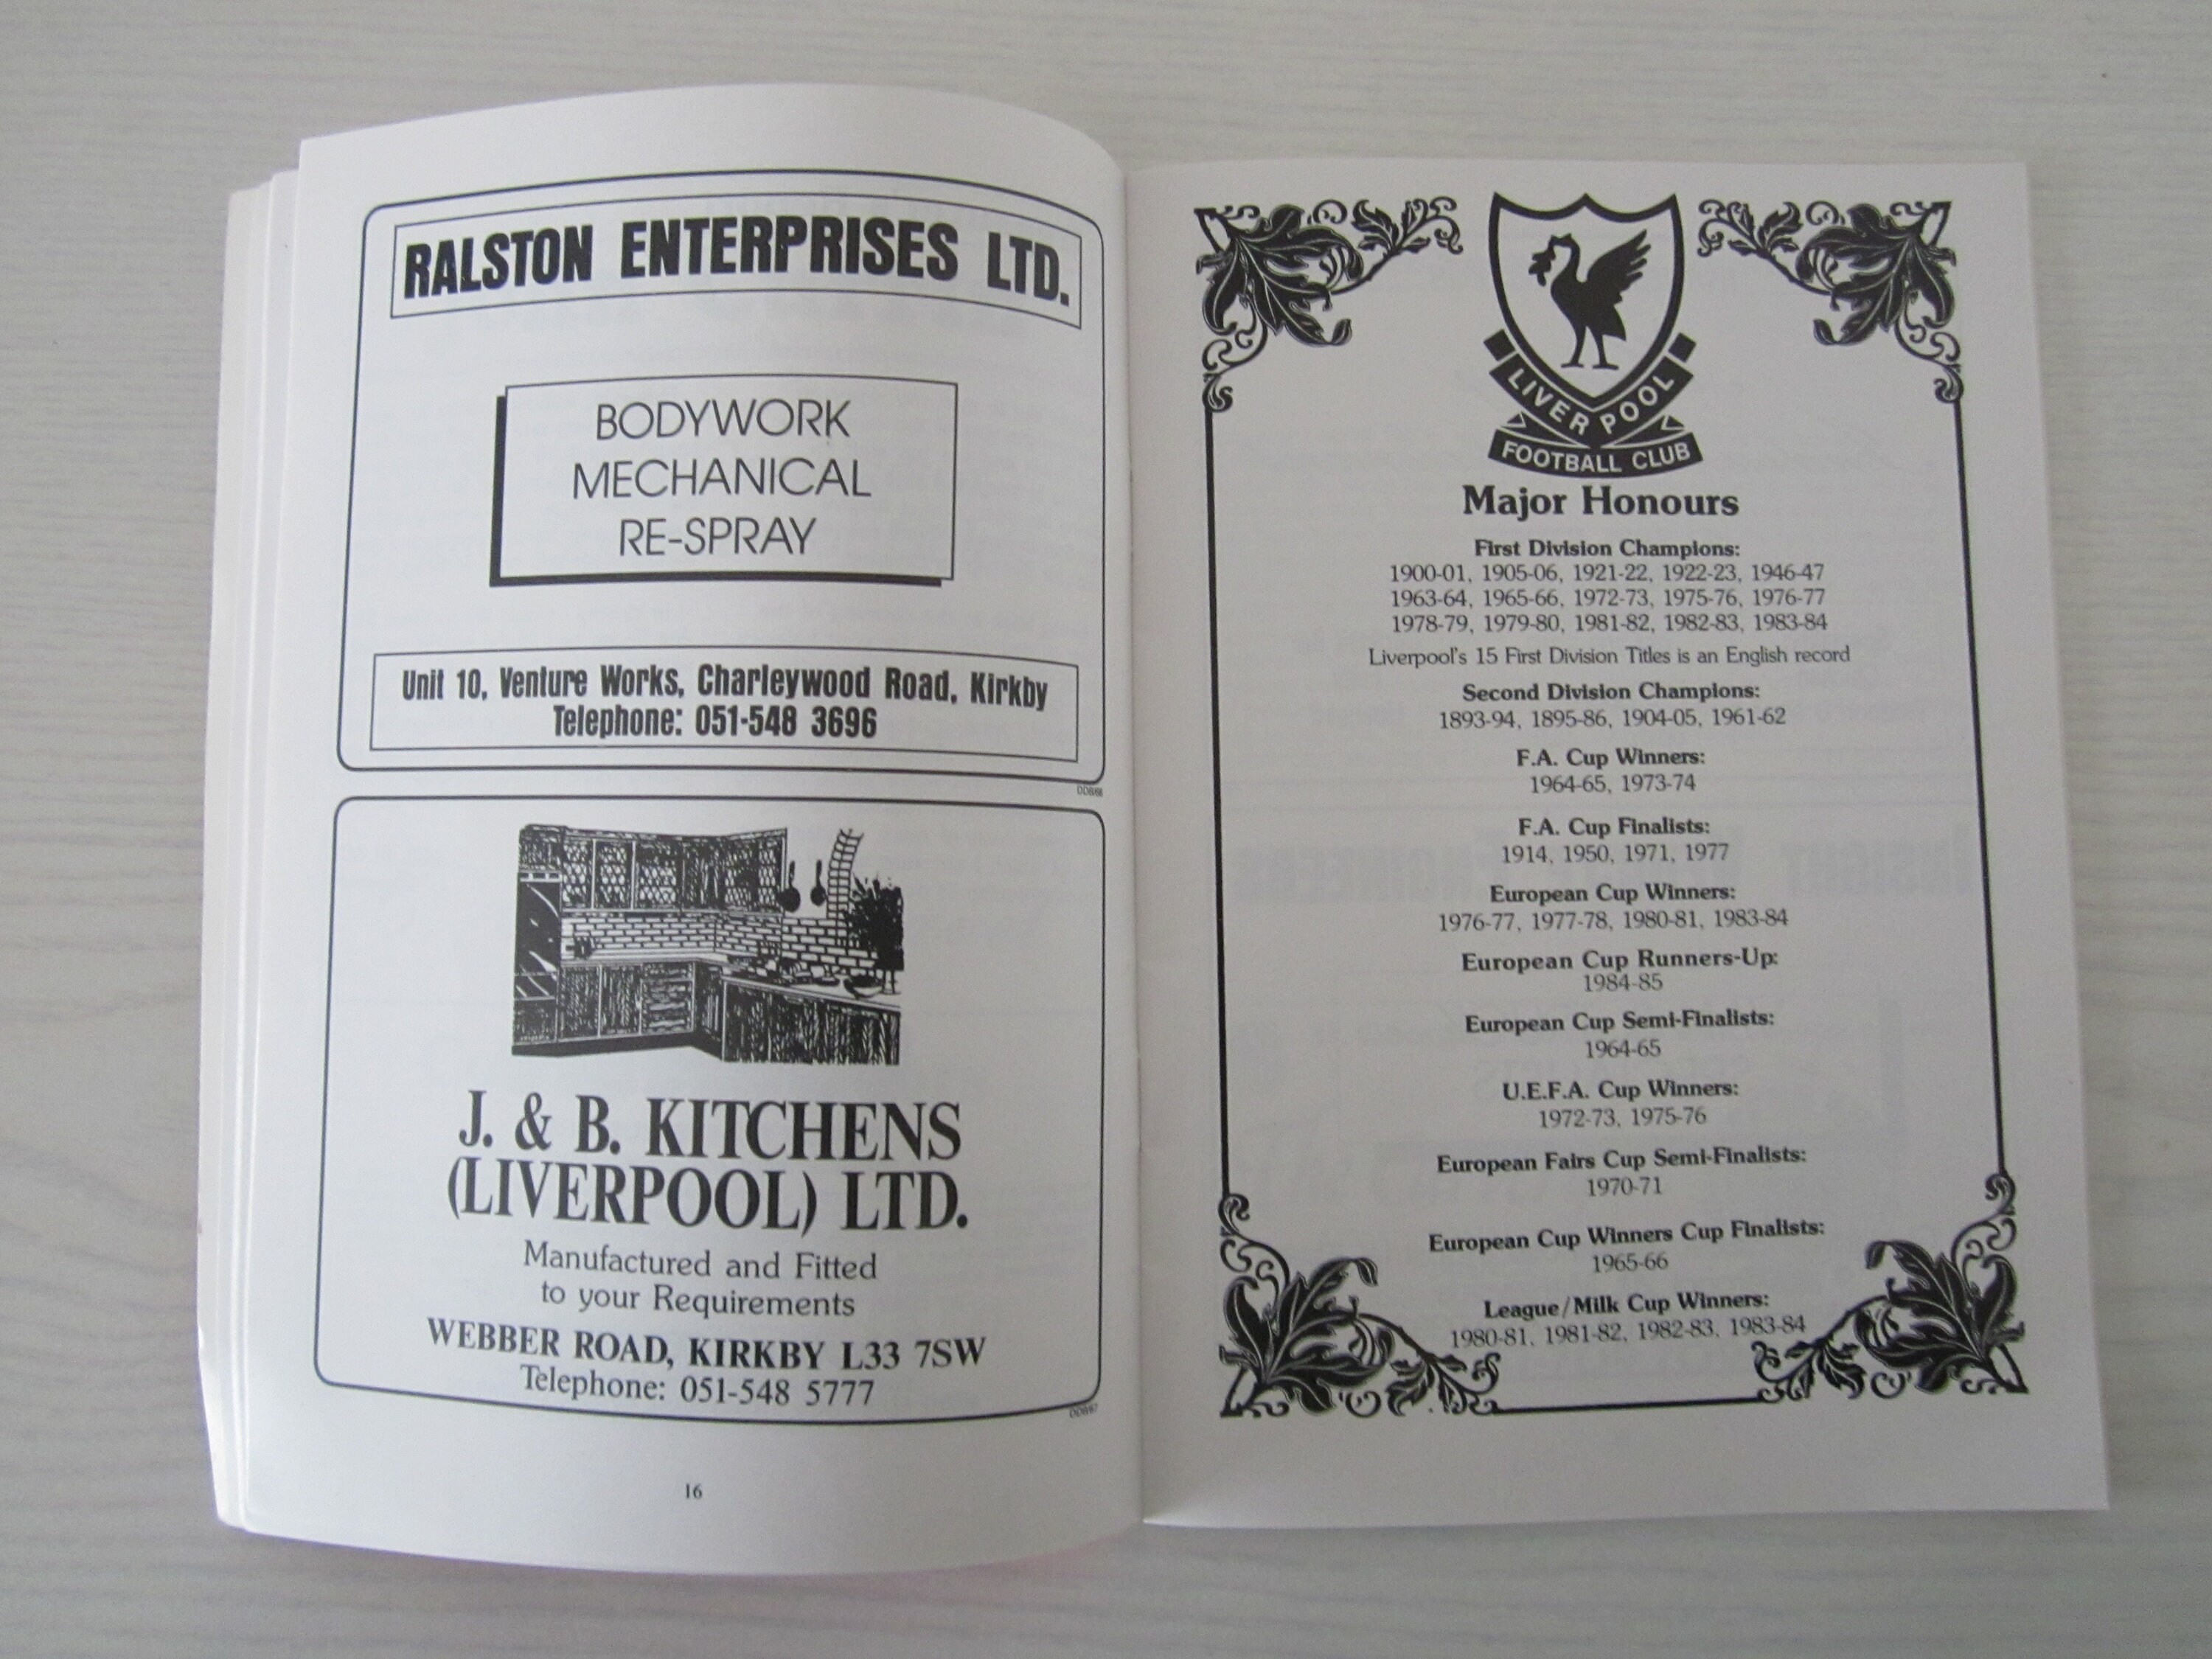 RALSTON ENTERPRISES LTD.
BODYWORK
MECHANICAL
RE-SPRAY
Unit 10, Venture Works, Charleywood Road, Kirkby
Telephone: 051-548 3696
J. & B. KITCHENS
(LIVERPOOL) LTD.
Manufactured and Fitted
to your Requirements
WEBBER ROAD, KIRKBY L33 7SW
Telephone: 051-548 5777
16
LIVERPOOL
FOOTBALL CLUB
Major Honours
First Division Champions:
1900-01, 1905-06, 1921-22, 1922-23, 1946-47
1963-64, 1965-66, 1972-73, 1975-76, 1976-77
1978-79, 1979-80, 1981-82, 1982-83, 1983-84
Liverpool's 15 First Division Titles is an English record
Second Division Champions:
1893-94, 1895-86, 1904-05, 1961-62
F.A. Cup Winners:
1964-65, 1973-74
F.A. Cup Finalists:
1914, 1950, 1971, 1977
European Cup Winners:
1976-77, 1977-78, 1980-81, 1983-84
European Cup Runners-Up:
1984-85
European Cup Semi-Finalists:
1964-65
U.E.F.A. Cup Winners:
1972-73, 1975-76
European Fairs Cup Semi-Finalists:
1970-71
European Cup Winners Cup Finalists:
1965-66
League/Milk Cup Winners:
1980-81, 1981-82, 1982-83, 1983-84